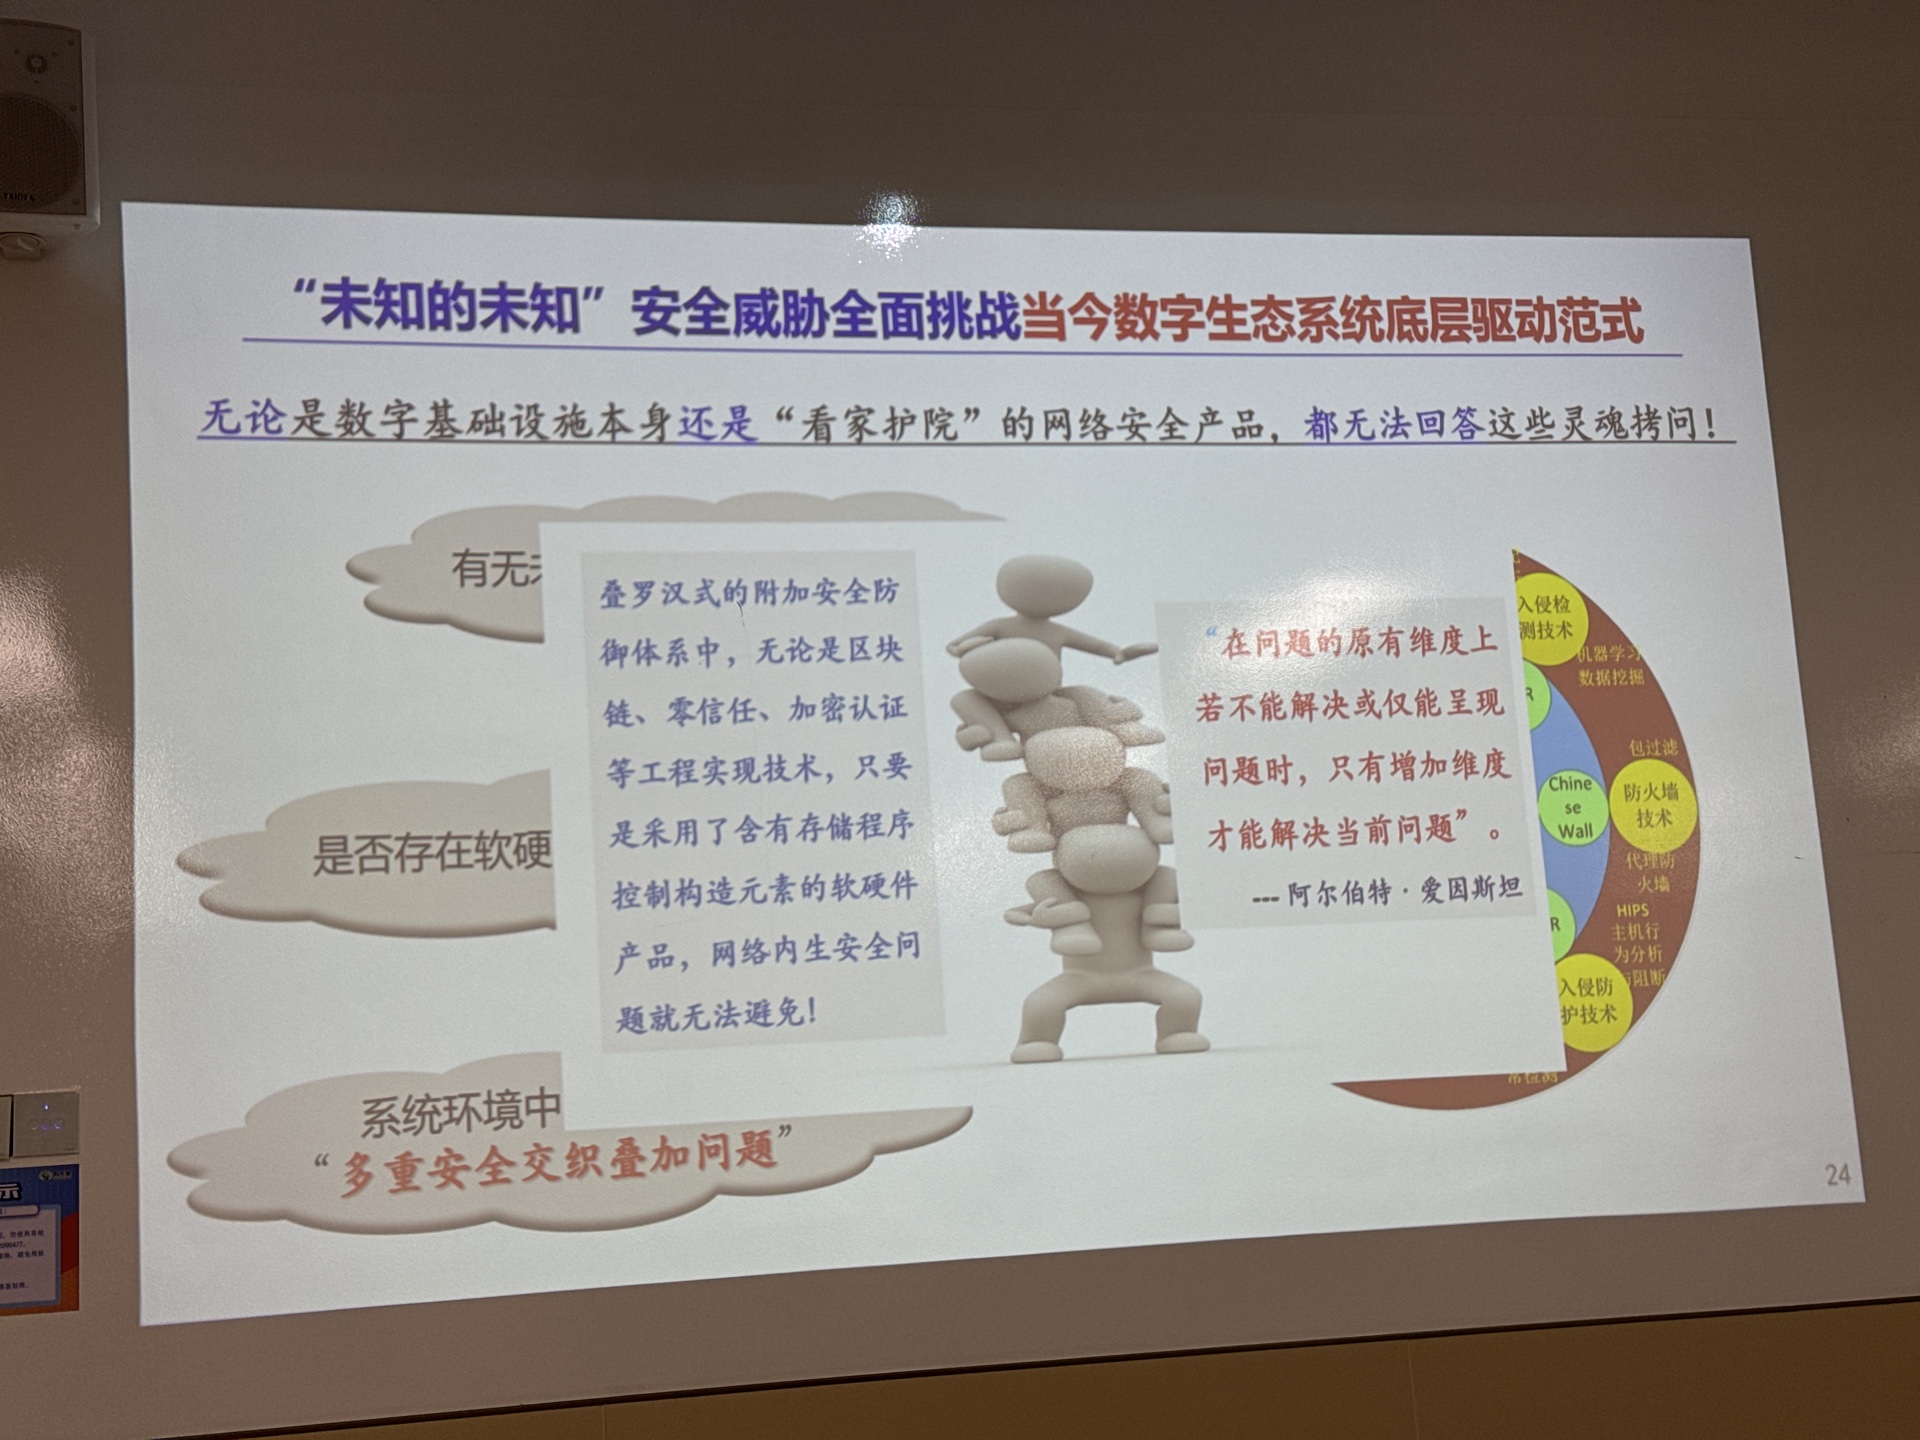 “未知的未知”安全威胁全面挑战当今数字生态系统底层驱动范式
无论是数字基础设施本身还是“看家护院”的网络安全产品，都无法回答这些灵魂拷问！
有无
叠罗汉式的附加安全防
御体系中，无论是区块
链、零信任、加密认证
等工程实现技术，只要
是采用了含有存储程序
控制构造元素的软硬件
产品，网络内生安全问
题就无法避免！
“在问题的原有维度上
若不能解决或仅能呈现
问题时，只有增加维度
才能解决当前问题”。
--- 阿尔伯特·爱因斯坦
入侵检
测技术
机器学习
数据挖掘
R
包过滤
Chine
se
Wall
防火墙
技术
代理防
火墙
HIPS
主机行
为分析
与阻断
R
入侵防
护技术
是否存在软硬
系统环境中
“多重安全交织叠加问题”
24